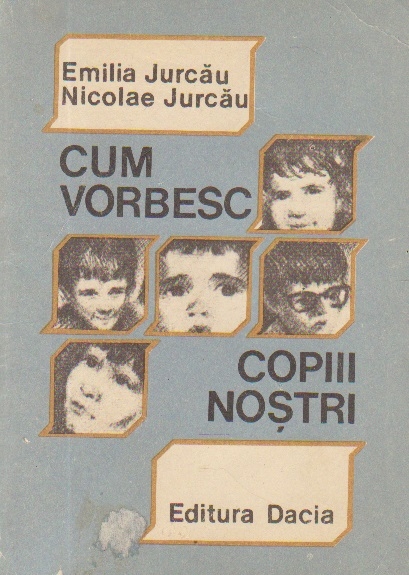 Emilia Jurcău
Nicolae Jurcău
CUM
VORBESC
COPIII
NOȘTRI
Editura Dacia